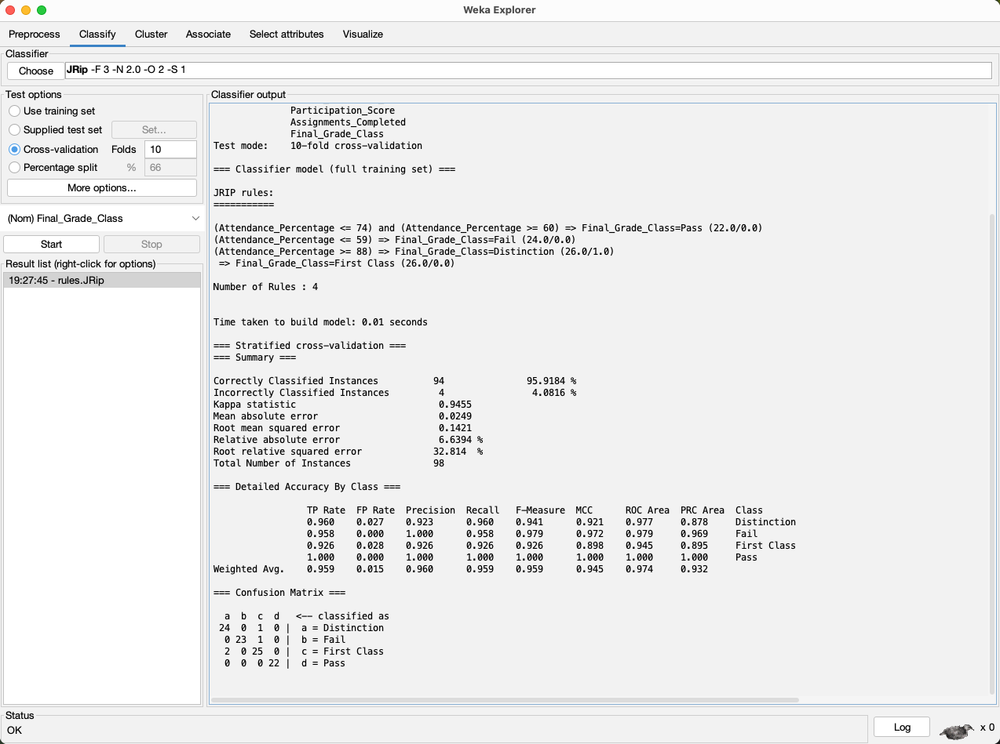 Weka Explorer
Preprocess Classify Cluster Associate Select attributes Visualize
Classifier
Choose JRip -F 3 -N 2.0 -O 2 -S 1
Test options
Use training set
Supplied test set Set...
Cross-validation Folds 10
Percentage split % 66
More options...
(Nom) Final_Grade_Class
Start Stop
Result list (right-click for options)
19:27:45 - rules.JRip
Classifier output
Participation_Score
Assignments_Completed
Final_Grade_Class
Test mode: 10-fold cross-validation
=== Classifier model (full training set) ===
JRIP rules:
===========
(Attendance_Percentage <= 74) and (Attendance_Percentage >= 60) => Final_Grade_Class=Pass (22.0/0.0)
(Attendance_Percentage <= 59) => Final_Grade_Class=Fail (24.0/0.0)
(Attendance_Percentage >= 88) => Final_Grade_Class=Distinction (26.0/1.0)
=> Final_Grade_Class=First Class (26.0/0.0)
Number of Rules : 4
Time taken to build model: 0.01 seconds
=== Stratified cross-validation ===
=== Summary ===
Correctly Classified Instances 94 95.9184 %
Incorrectly Classified Instances 4 4.0816 %
Kappa statistic 0.9455
Mean absolute error 0.0249
Root mean squared error 0.1421
Relative absolute error 6.6394 %
Root relative squared error 32.814 %
Total Number of Instances 98
=== Detailed Accuracy By Class ===
TP Rate FP Rate Precision Recall F-Measure MCC ROC Area PRC Area Class
0.960 0.027 0.923 0.960 0.941 0.921 0.977 0.878 Distinction
0.958 0.000 1.000 0.958 0.979 0.972 0.979 0.969 Fail
0.926 0.028 0.926 0.926 0.926 0.898 0.945 0.895 First Class
1.000 0.000 1.000 1.000 1.000 1.000 1.000 1.000 Pass
Weighted Avg. 0.959 0.015 0.960 0.959 0.959 0.945 0.974 0.932
=== Confusion Matrix ===
a b c d <-- classified as
24 0 1 0 | a = Distinction
0 23 1 0 | b = Fail
2 0 25 0 | c = First Class
0 0 0 22 | d = Pass
Status
OK
Log x 0